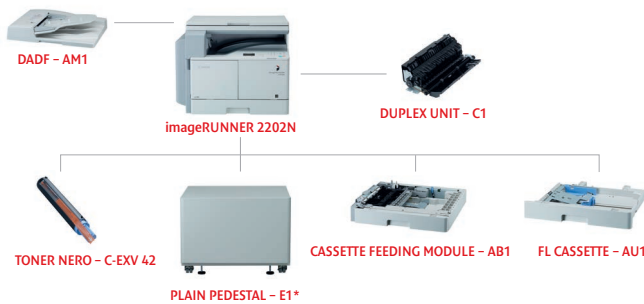 DADF – AM1
imageRUNNER 2202N
DUPLEX UNIT – C1
TONER NERO – C-EXV 42
PLAIN PEDESTAL – E1*
CASSETTE FEEDING MODULE – AB1
FL CASSETTE – AU1